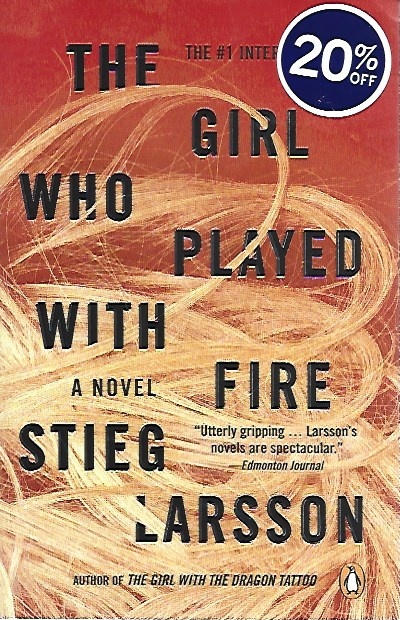 THE #1 INTER
20%
OFF
THE
GIRL
WHO
PLAYED
WITH
FIRE
A NOVEL
"Utterly gripping ... Larsson's
novels are spectacular."
—Edmonton Journal
STIEG
LARSSON
AUTHOR OF THE GIRL WITH THE DRAGON TATTOO